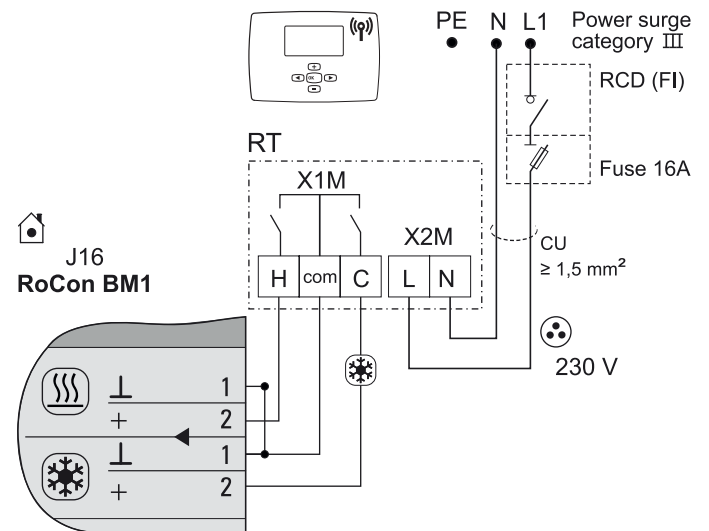 PE N L1
Power surge
category III
RCD (FI)
Fuse 16A
OK
RT
X1M
X2M
H com C
L N
CU
≥ 1,5 mm²
230 V
J16
RoCon BM1
⊥ 1
+ 2
⊥ 1
+ 2